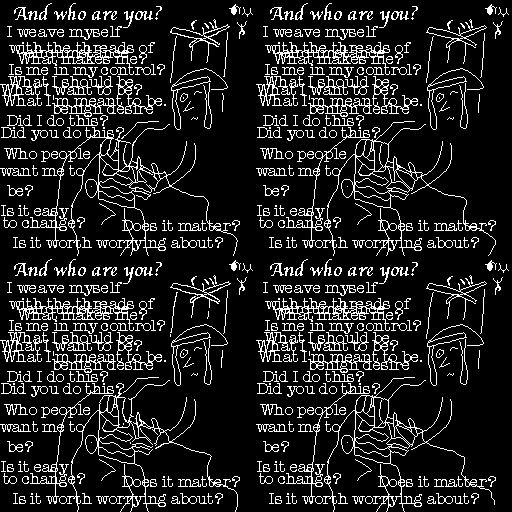 And who are you?
I weave myself
with the threads of
What makes me?
Is me in my control?
What I should be.
What I want to be?
What I'm meant to be.
benign desire
Did I do this?
Did you do this?
Who people
want me to
be?
Is it easy
to change?
Does it matter?
Is it worth worrying about?
And who are you?
I weave myself
with the threads of
What makes me?
Is me in my control?
What I should be.
What I want to be?
What I'm meant to be.
benign desire
Did I do this?
Did you do this?
Who people
want me to
be?
Is it easy
to change?
Does it matter?
Is it worth worrying about?
And who are you?
I weave myself
with the threads of
What makes me?
Is me in my control?
What I should be.
What I want to be?
What I'm meant to be.
benign desire
Did I do this?
Did you do this?
Who people
want me to
be?
Is it easy
to change?
Does it matter?
Is it worth worrying about?
And who are you?
I weave myself
with the threads of
What makes me?
Is me in my control?
What I should be.
What I want to be?
What I'm meant to be.
benign desire
Did I do this?
Did you do this?
Who people
want me to
be?
Is it easy
to change?
Does it matter?
Is it worth worrying about?